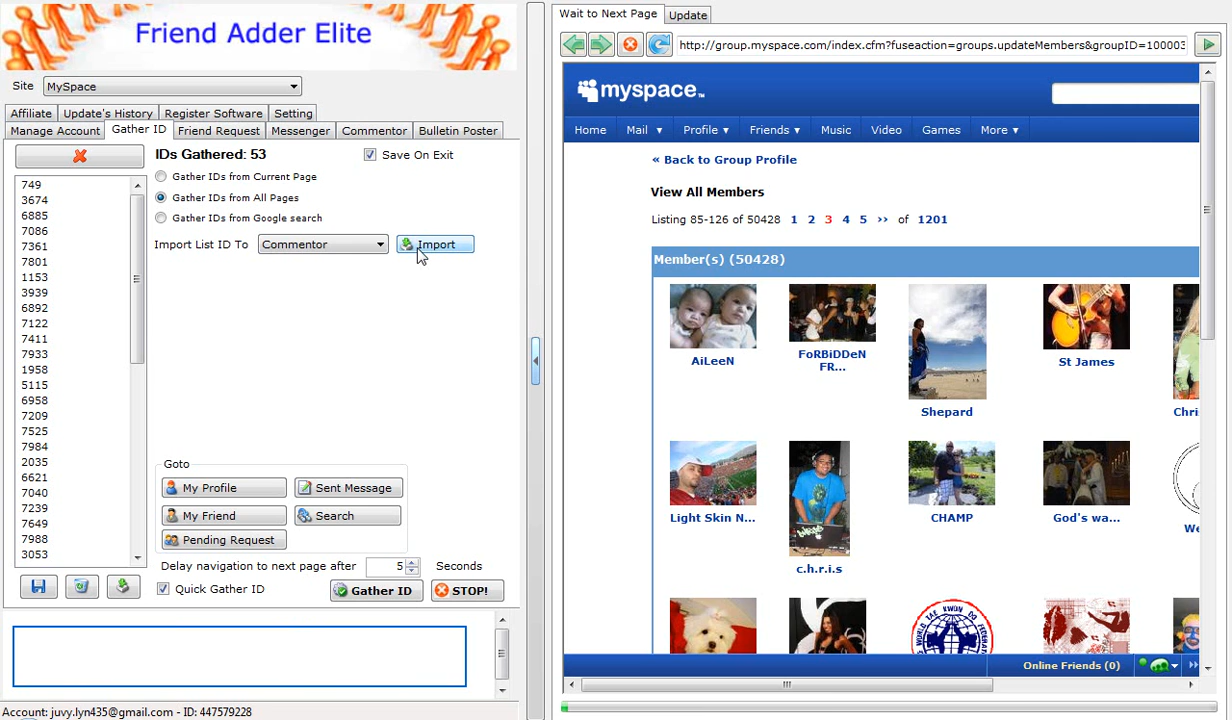 Friend Adder Elite
Site MySpace
Affiliate Update's History Register Software Setting
Manage Account Gather ID Friend Request Messenger Commentor Bulletin Poster
IDs Gathered: 53 Save On Exit
749
3674
6885
7086
7361
7801
1153
3939
6892
7122
7411
7933
1958
5115
6958
7209
7525
7984
2035
6621
7040
7239
7649
7988
3053
Gather IDs from Current Page
Gather IDs from All Pages
Gather IDs from Google search
Import List ID To Commentor Import
Goto
My Profile Sent Message
My Friend Search
Pending Request
Delay navigation to next page after 5 Seconds
Quick Gather ID Gather ID STOP!
Account: juvy.lyn435@gmail.com - ID: 447579228
Wait to Next Page Update
http://group.myspace.com/index.cfm?fuseaction=groups.updateMembers&groupID=100003
myspace
Home Mail Profile Friends Music Video Games More
« Back to Group Profile
View All Members
Listing 85-126 of 50428 1 2 3 4 5 >> of 1201
Member(s) (50428)
AiLeeN
FoRBiDDeN
FR...
Shepard
St James
Chri
Light Skin N...
c.h.r.i.s
CHAMP
God's wa...
We
Online Friends (0)